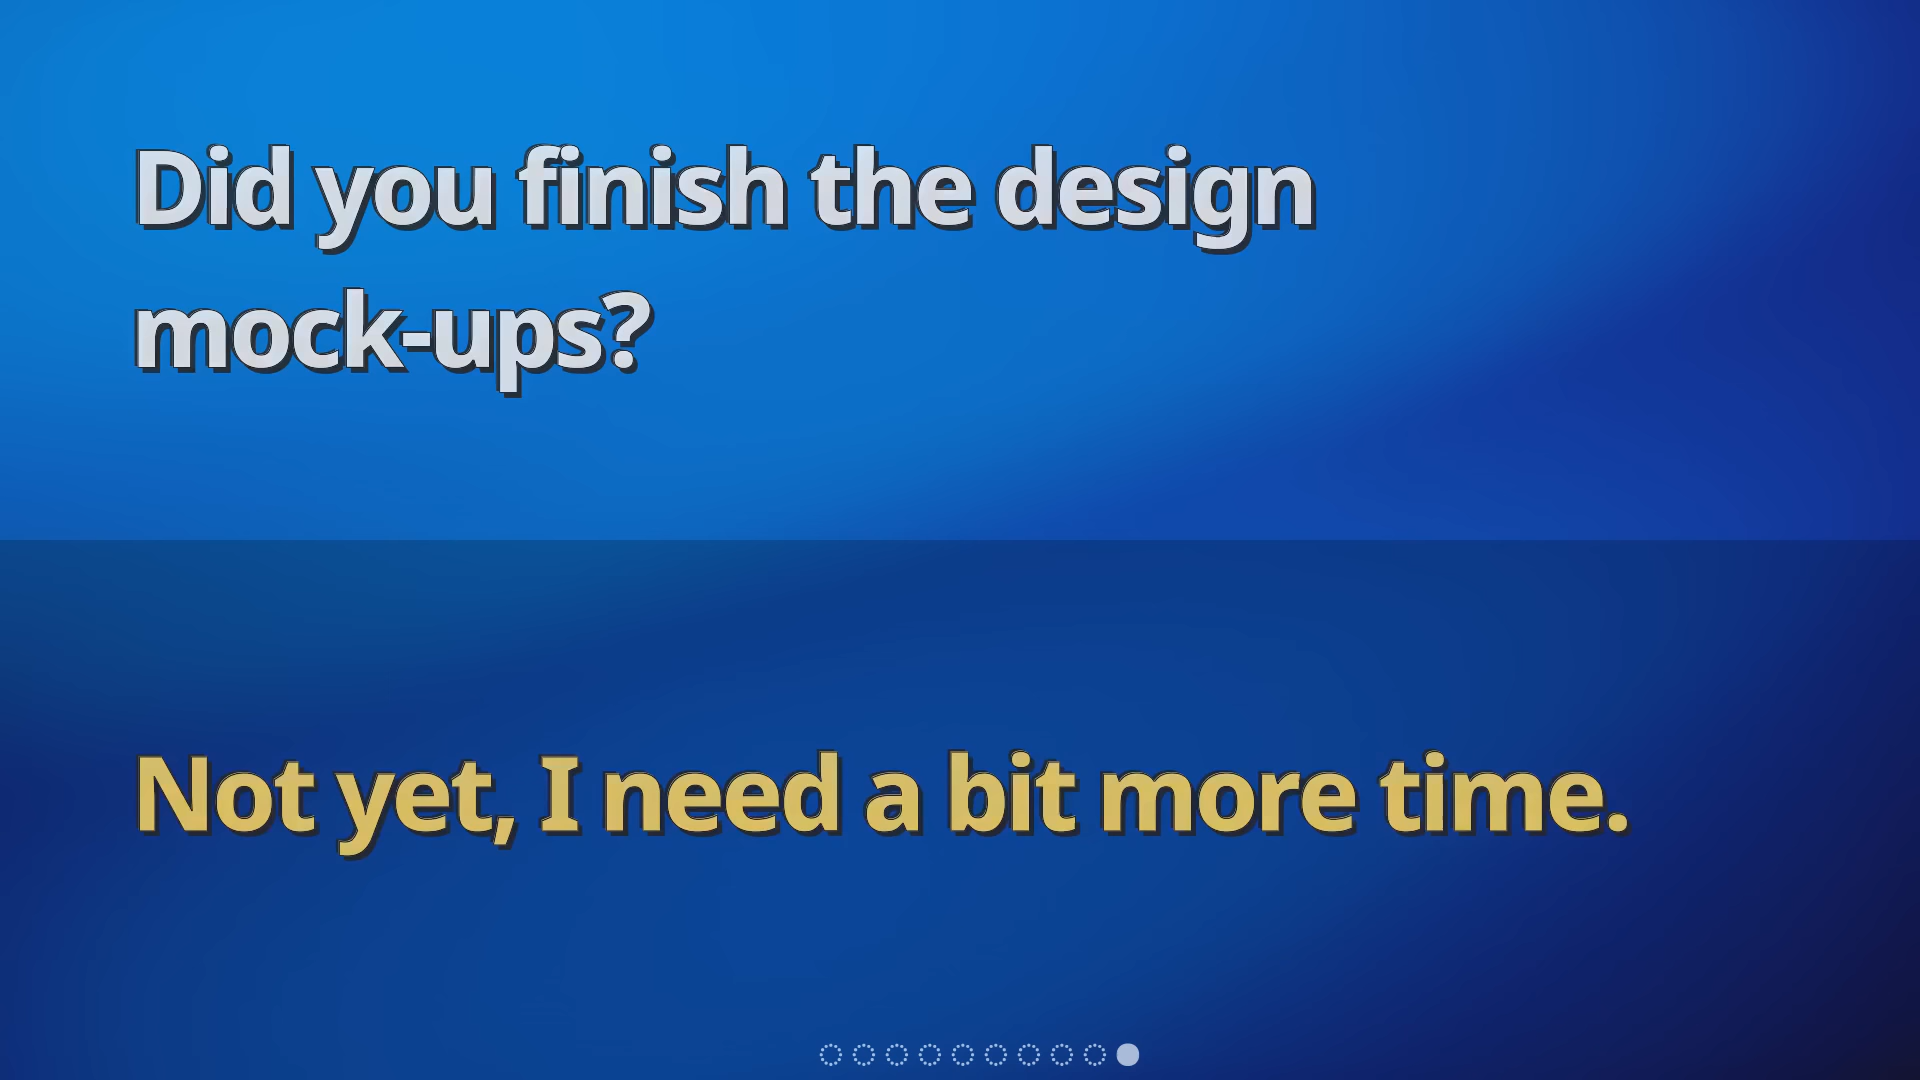 Did you finish the design
mock-ups?
Not yet, I need a bit more time.